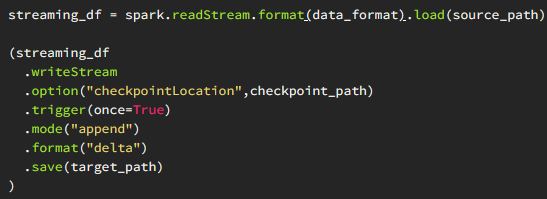 streaming_df = spark.readStream.format(data_format).load(source_path)
(streaming_df
.writeStream
.option("checkpointLocation",checkpoint_path)
.trigger(once=True)
.mode("append")
.format("delta")
.save(target_path)
)